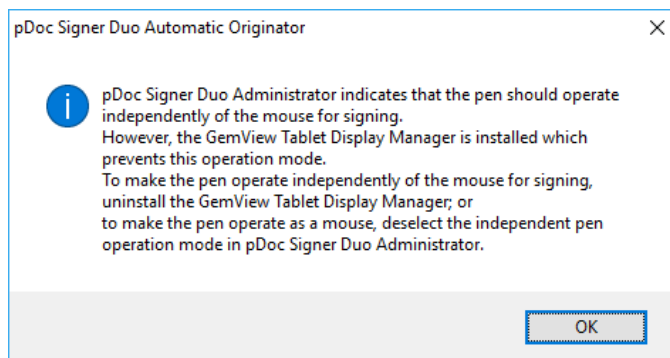 pDoc Signer Duo Automatic Originator
pDoc Signer Duo Administrator indicates that the pen should operate
independently of the mouse for signing.
However, the GemView Tablet Display Manager is installed which
prevents this operation mode.
To make the pen operate independently of the mouse for signing,
uninstall the GemView Tablet Display Manager; or
to make the pen operate as a mouse, deselect the independent pen
operation mode in pDoc Signer Duo Administrator.
OK